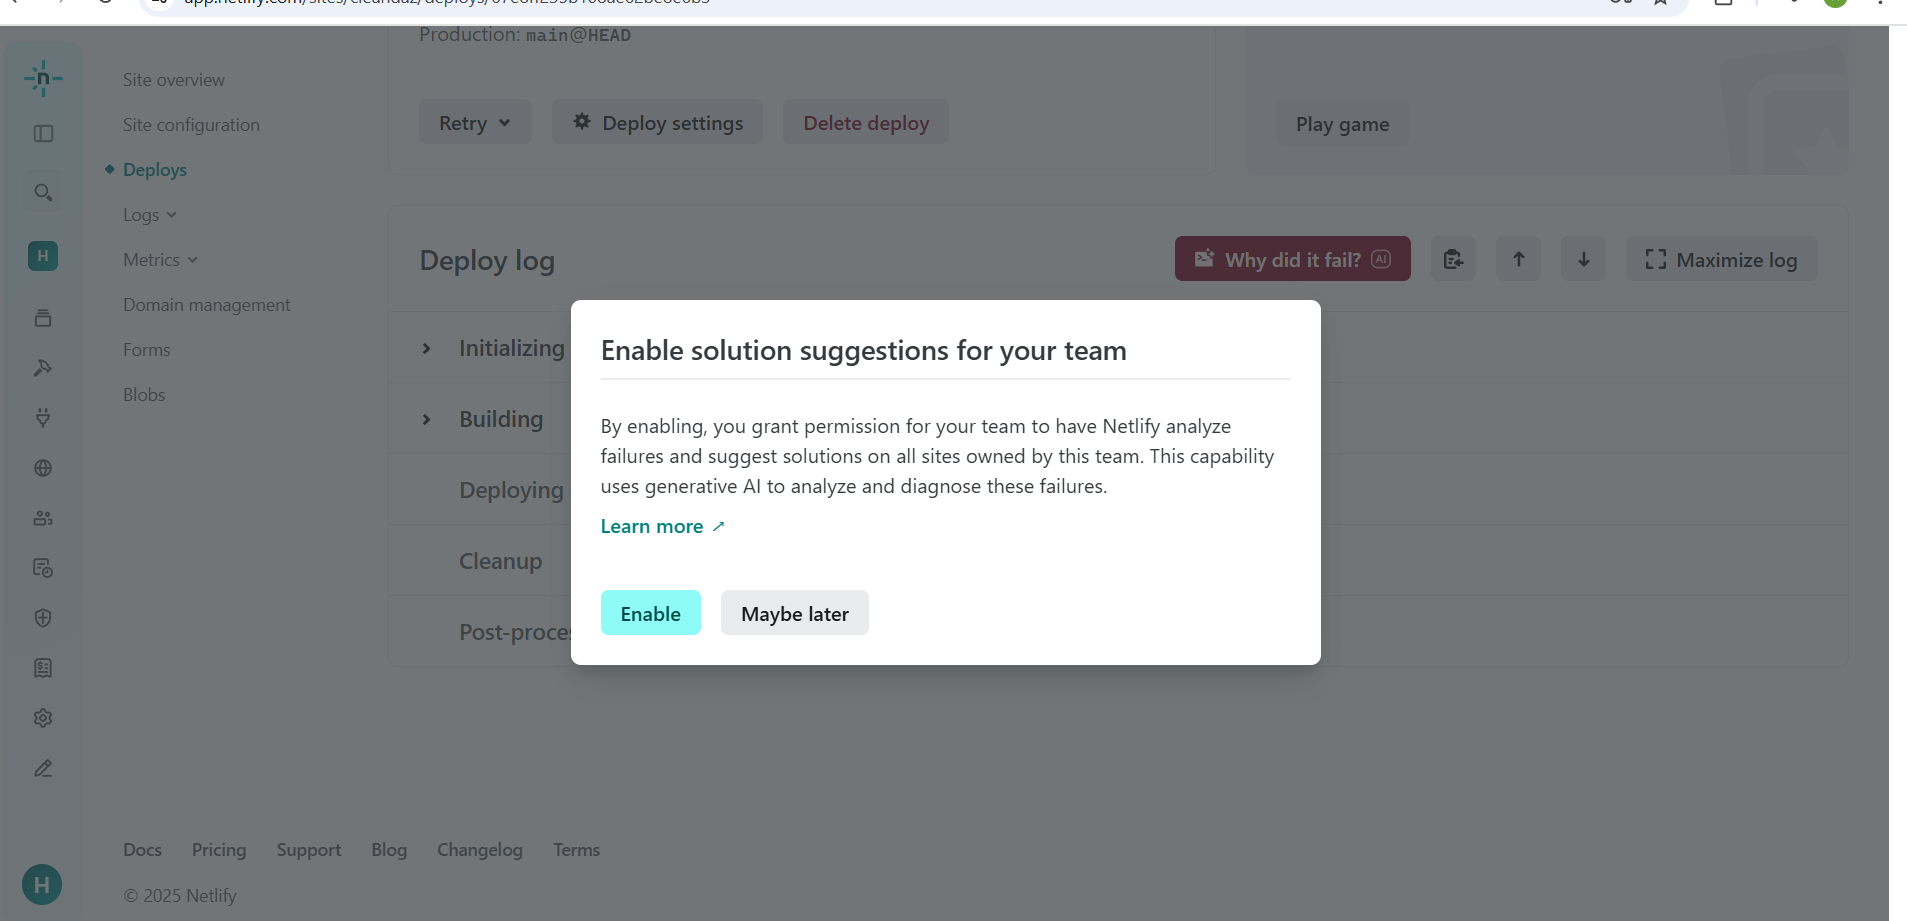 Production: main@HEAD
Site overview
Site configuration
Deploys
Logs
Metrics
Domain management
Forms
Blobs
H
Retry
Deploy settings
Delete deploy
Play game
Deploy log
Why did it fail? AI
Maximize log
Initializing
Building
Deploying
Cleanup
Enable solution suggestions for your team
By enabling, you grant permission for your team to have Netlify analyze
failures and suggest solutions on all sites owned by this team. This capability
uses generative AI to analyze and diagnose these failures.
Learn more
Enable
Maybe later
Docs
Pricing
Support
Blog
Changelog
Terms
H
© 2025 Netlify